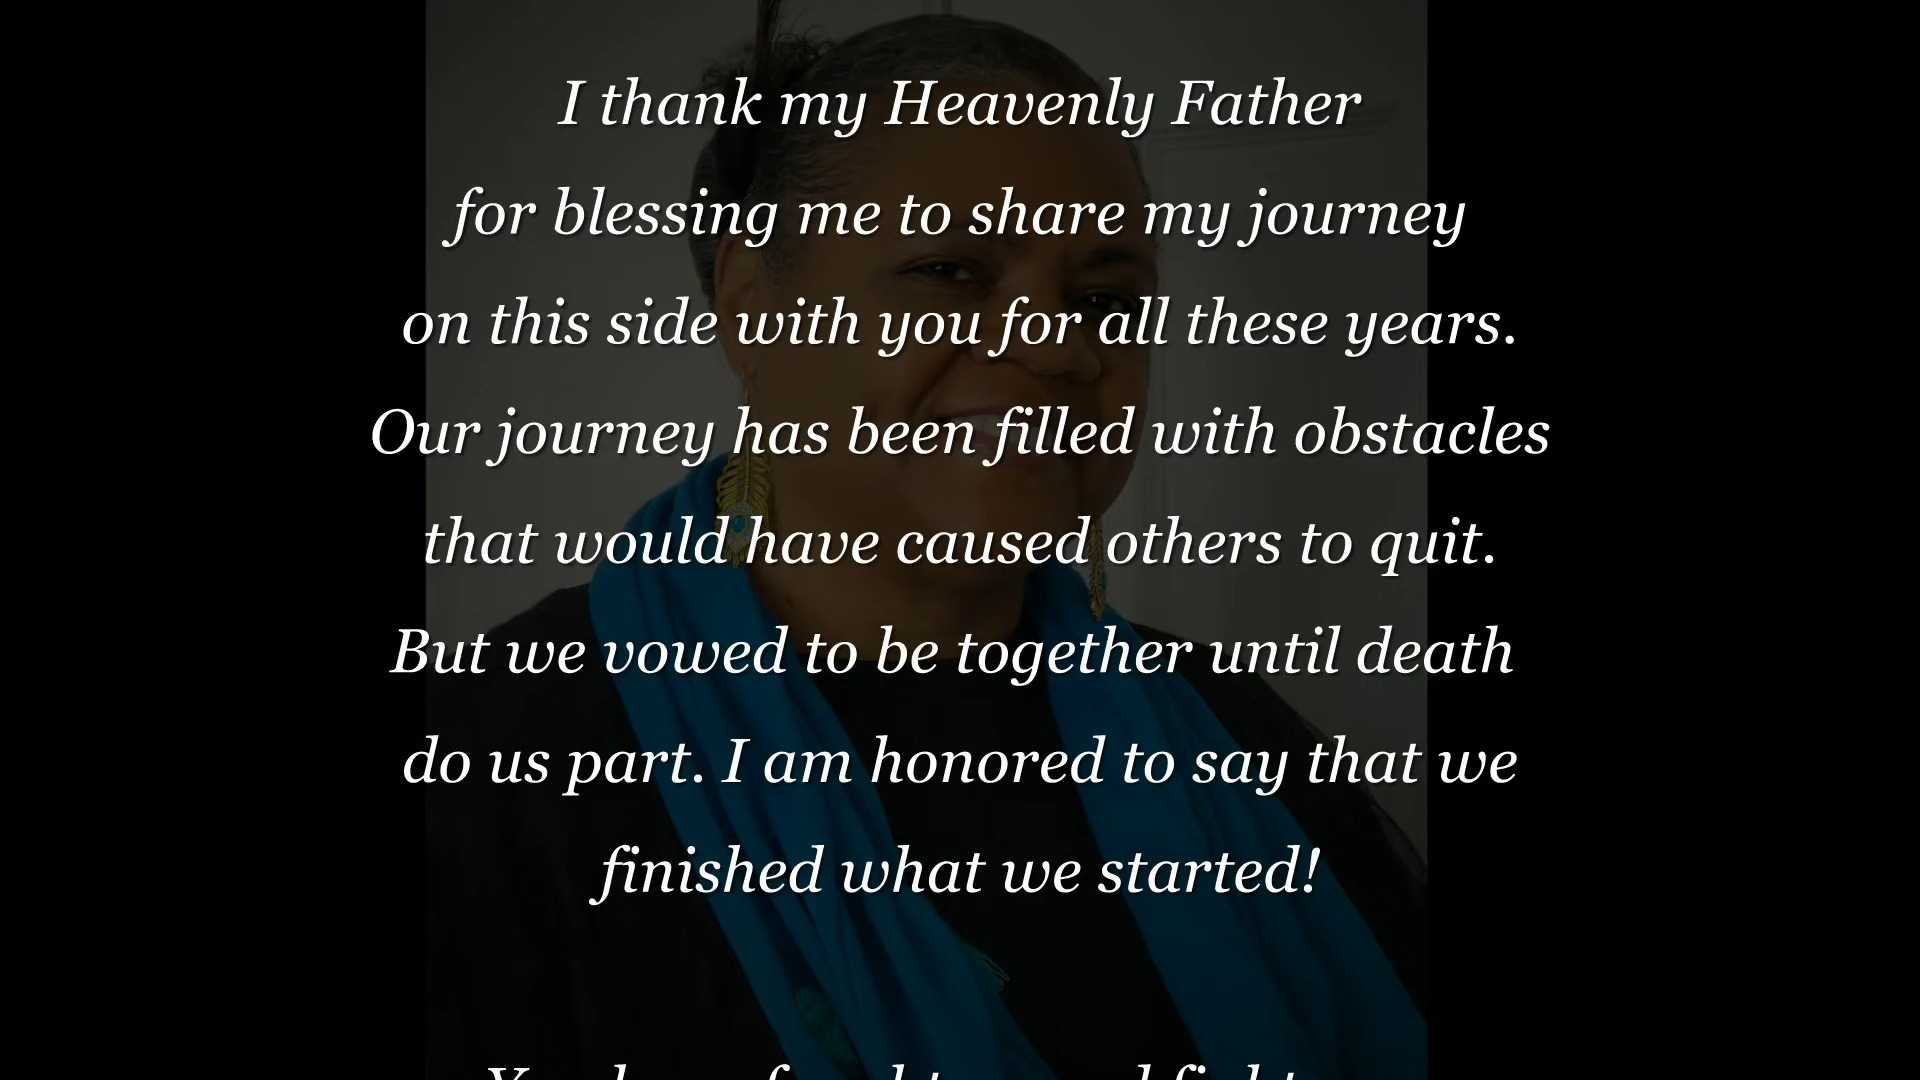 I thank my Heavenly Father
for blessing me to share my journey
on this side with you for all these years.
Our journey has been filled with obstacles
that would have caused others to quit.
But we vowed to be together until death
do us part. I am honored to say that we
finished what we started!